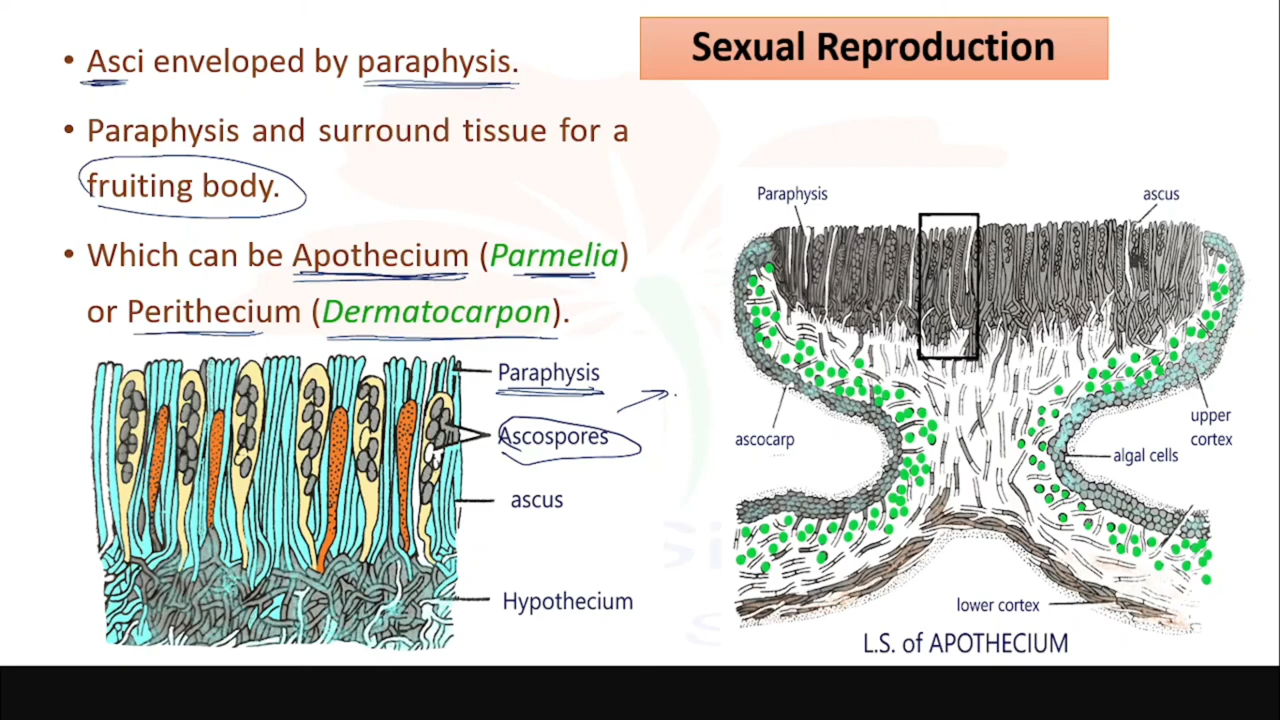 Sexual Reproduction
• Asci enveloped by paraphysis.
• Paraphysis and surround tissue for a
fruiting body.
• Which can be Apothecium (Parmelia)
or Perithecium (Dermatocarpon).
Paraphysis
Ascospores
ascus
Hypothecium
Paraphysis
ascus
ascocarp
upper
cortex
algal cells
lower cortex
L.S. of APOTHECIUM